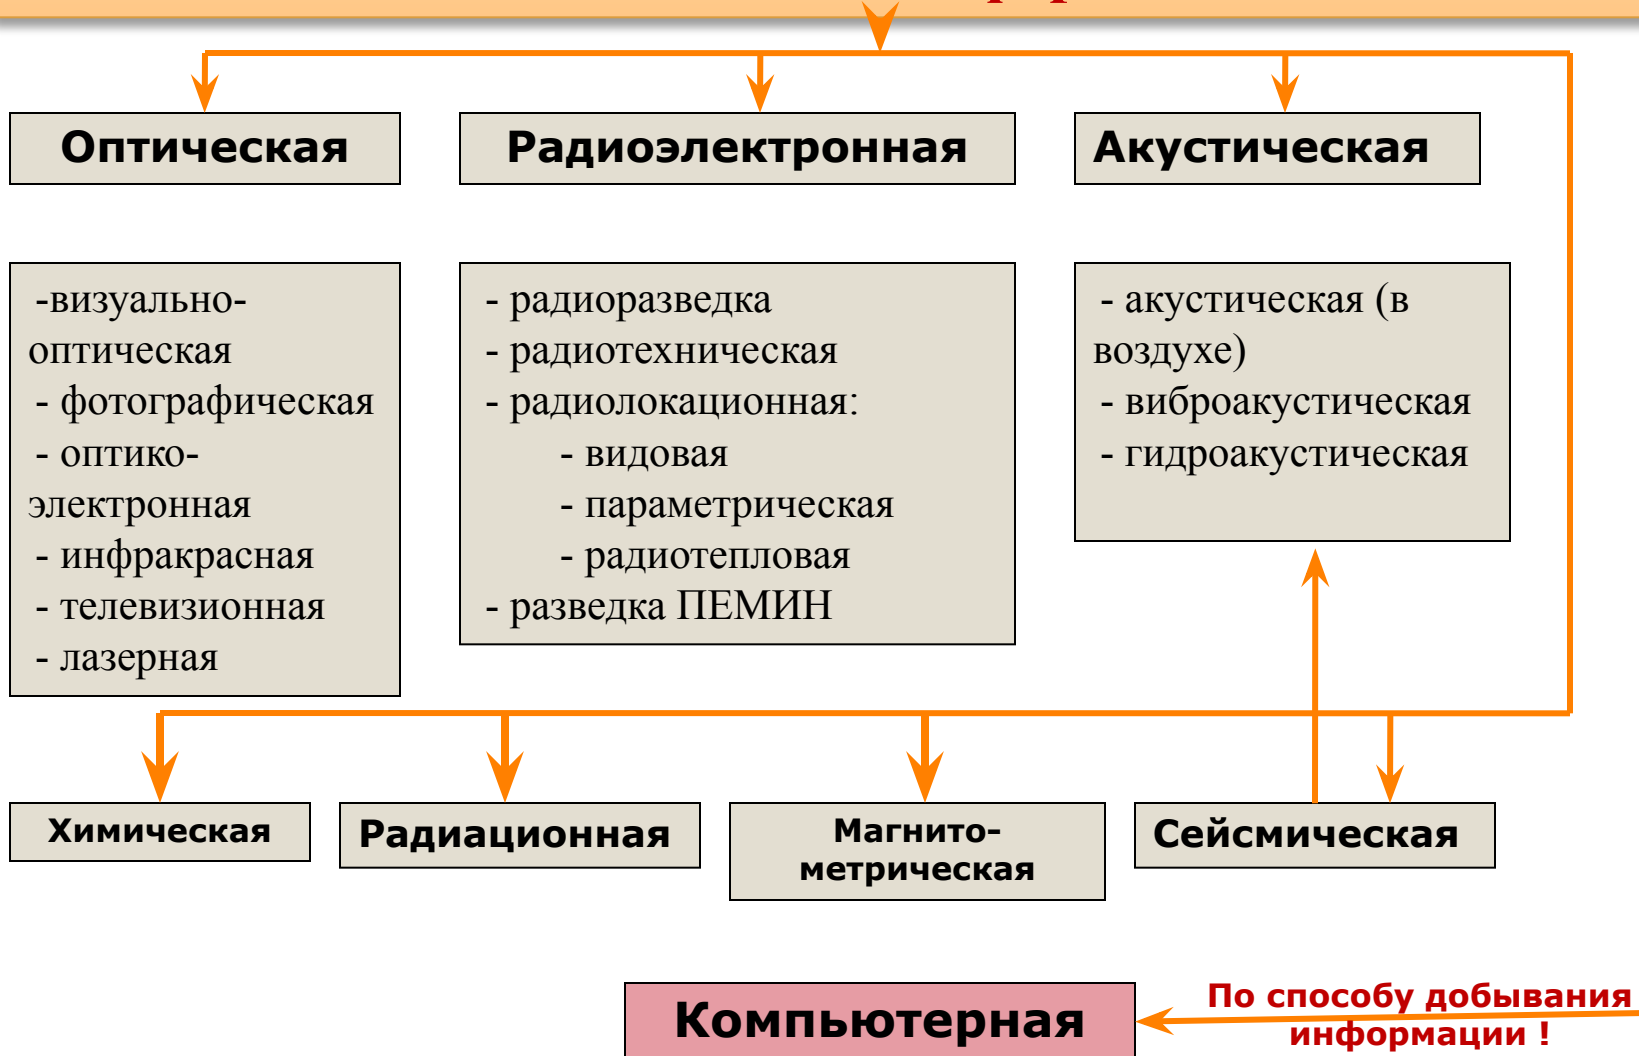 Оптическая
Радиоэлектронная
Акустическая
-визуально-
оптическая
- фотографическая
- оптико-
электронная
- инфракрасная
- телевизионная
- лазерная
- радиоразведка
- радиотехническая
- радиолокационная:
- видовая
- параметрическая
- радиотепловая
- разведка ПЕМИН
- акустическая (в
воздухе)
- виброакустическая
- гидроакустическая
Химическая
Радиационная
Магнито-
метрическая
Сейсмическая
Компьютерная
По способу добывания
информации !